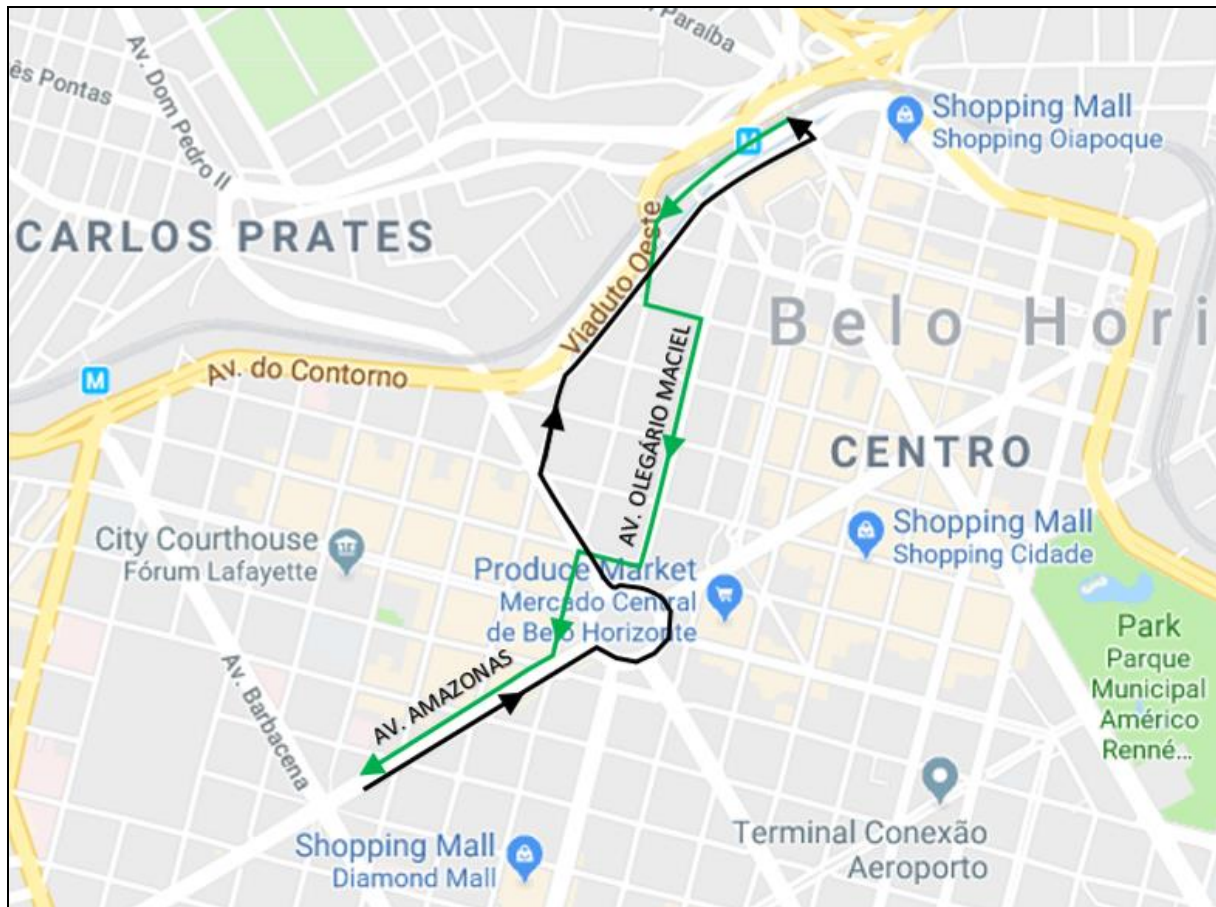 Paraíba
ês Pontas
Av. Dom Pedro II
M
Shopping Mall
Shopping Oiapoque
CARLOS PRATES
Viaduto Oeste
Belo Hori
M
Av. do Contorno
AV. OLEGÁRIO MACIEL
CENTRO
City Courthouse
Fórum Lafayette
Shopping Mall
Shopping Cidade
Produce Market
Mercado Central
de Belo Horizonte
Park
Parque
Municipal
Américo
Renné...
AV. AMAZONAS
Av. Barbacena
Shopping Mall
Diamond Mall
Terminal Conexão
Aeroporto